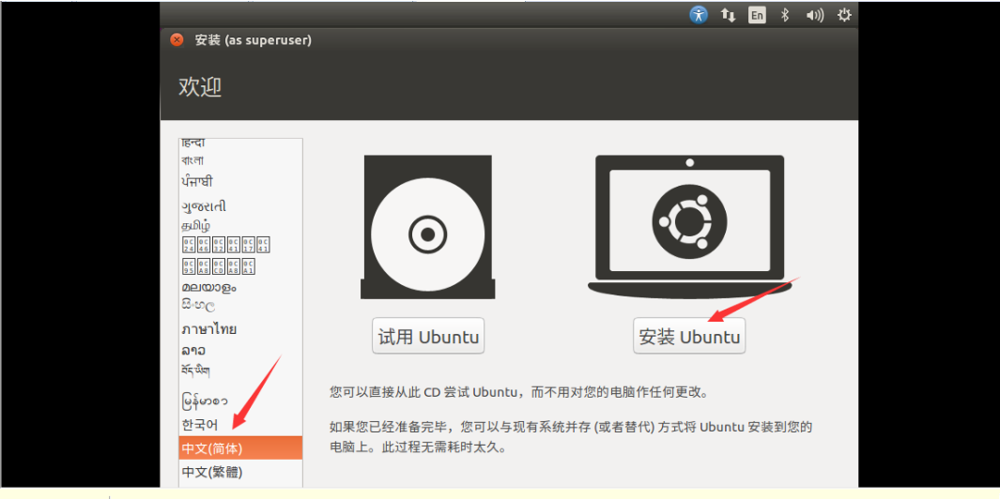 En
安装 (as superuser)
欢迎
हिन्दी
বাংলা
ਪੰਜਾਬੀ
ગુજરાતી
தமிழ்
മലയാളം
සිංහල
ภาษาไทย
ລາວ
བོད་ཡིག
မြန်မာစာ
한국어
中文(简体)
中文(繁體)
试用 Ubuntu
安装 Ubuntu
您可以直接从此 CD 尝试 Ubuntu，而不用对您的电脑作任何更改。
如果您已经准备完毕，您可以与现有系统并存 (或者替代) 方式将 Ubuntu 安装到您的
电脑上。此过程无需耗时太久。